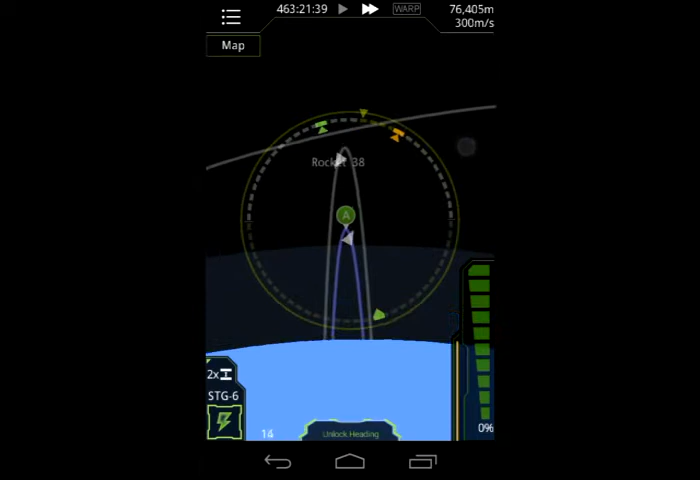 463:21:39
WARP
76,405m
300m/s
Map
Rocket 38
A
2x
STG-6
14
Unlock Heading
0%